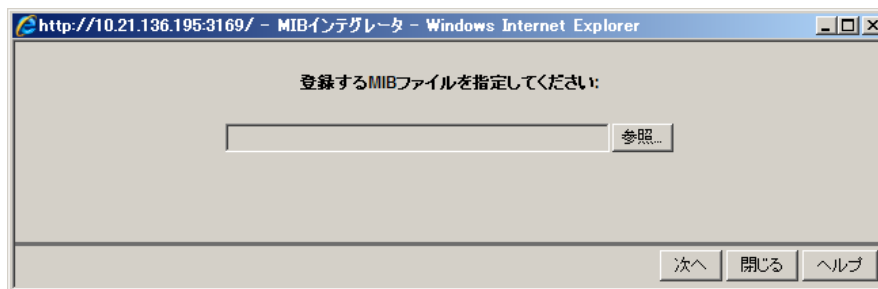 http://10.21.136.195:3169/ - MIBインテグレータ - Windows Internet Explorer
登録するMIBファイルを指定してください:
参照...
次へ 閉じる ヘルプ